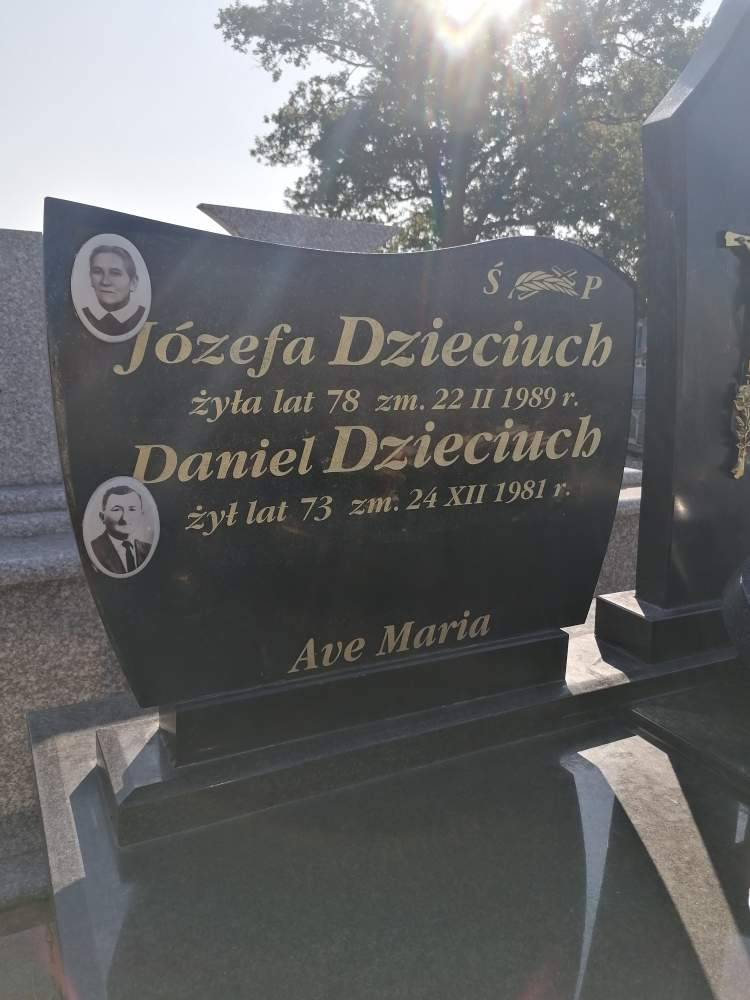 Ś P
Józefa Dzieciuch
żyła lat 78 zm. 22 II 1989 r.
Daniel Dzieciuch
żył lat 73 zm. 24 XII 1981 r.
Ave Maria